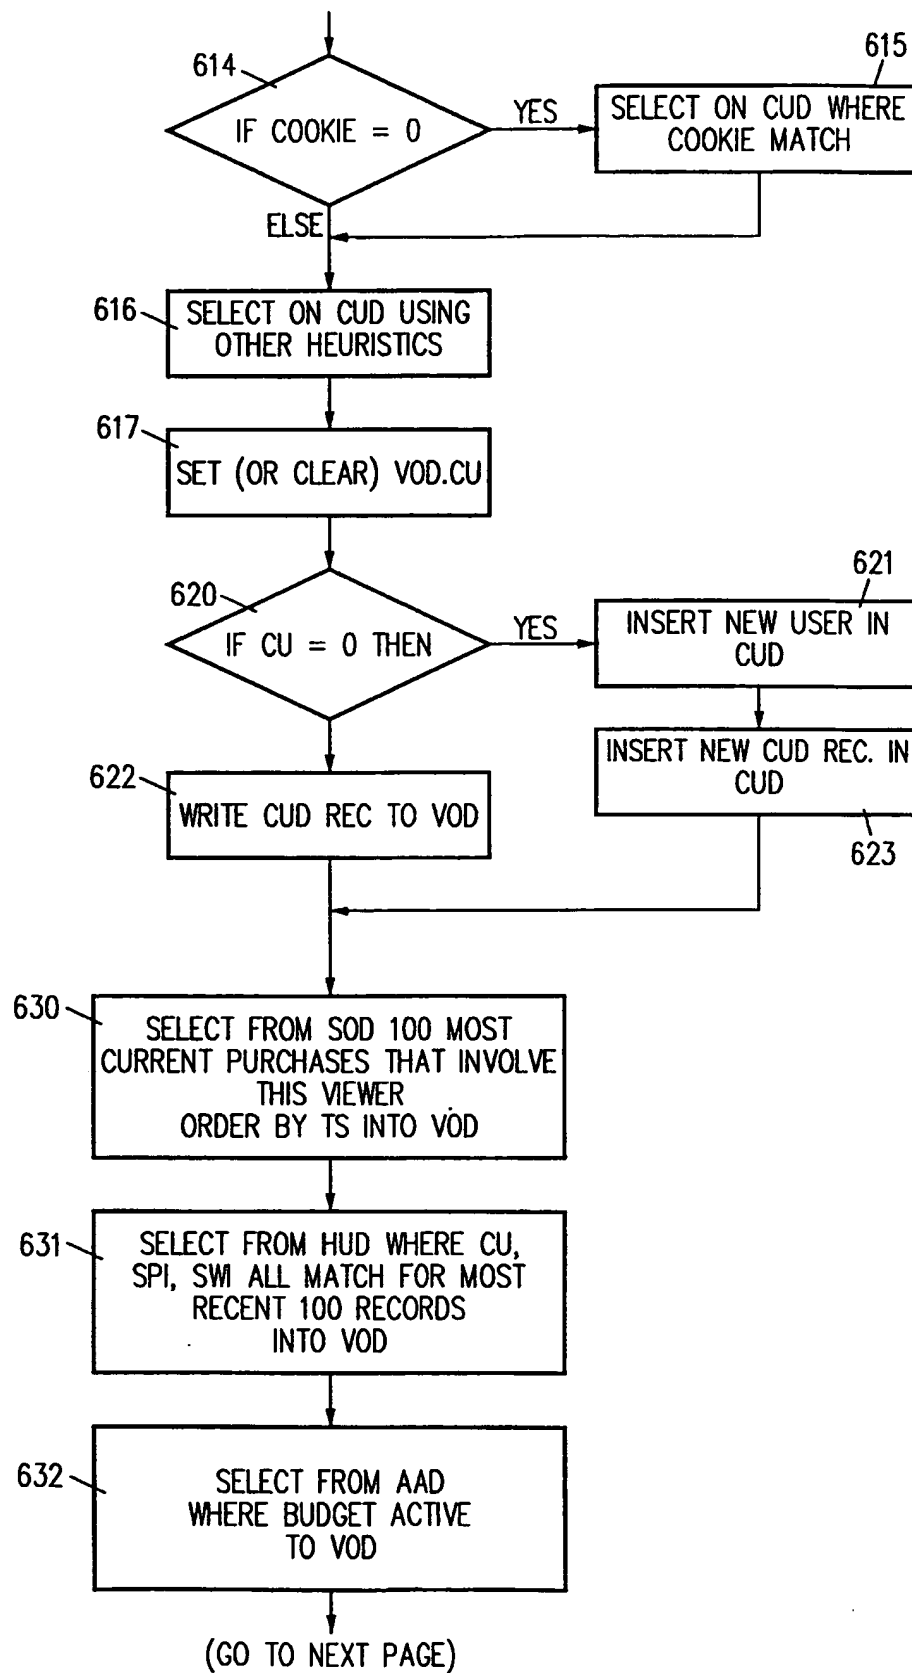 614
IF COOKIE = 0
YES
615
SELECT ON CUD WHERE
COOKIE MATCH
ELSE
616
SELECT ON CUD USING
OTHER HEURISTICS
617
SET (OR CLEAR) VOD.CU
620
IF CU = 0 THEN
YES
621
INSERT NEW USER IN
CUD
INSERT NEW CUD REC. IN
CUD
623
622
WRITE CUD REC TO VOD
630
SELECT FROM SOD 100 MOST
CURRENT PURCHASES THAT INVOLVE
THIS VIEWER
ORDER BY TS INTO VOD
631
SELECT FROM HUD WHERE CU,
SPI, SWI ALL MATCH FOR MOST
RECENT 100 RECORDS
INTO VOD
632
SELECT FROM AAD
WHERE BUDGET ACTIVE
TO VOD
(GO TO NEXT PAGE)